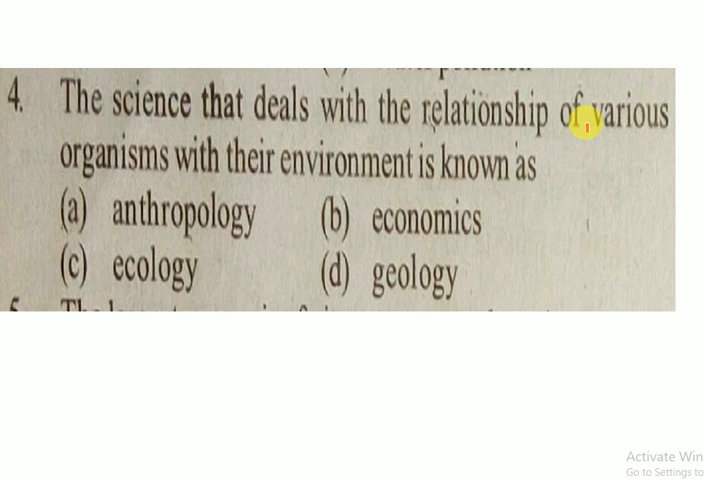 4. The science that deals with the relationship of various
organisms with their environment is known as
(a) anthropology (b) economics
(c) ecology (d) geology
Activate Win
Go to Settings to